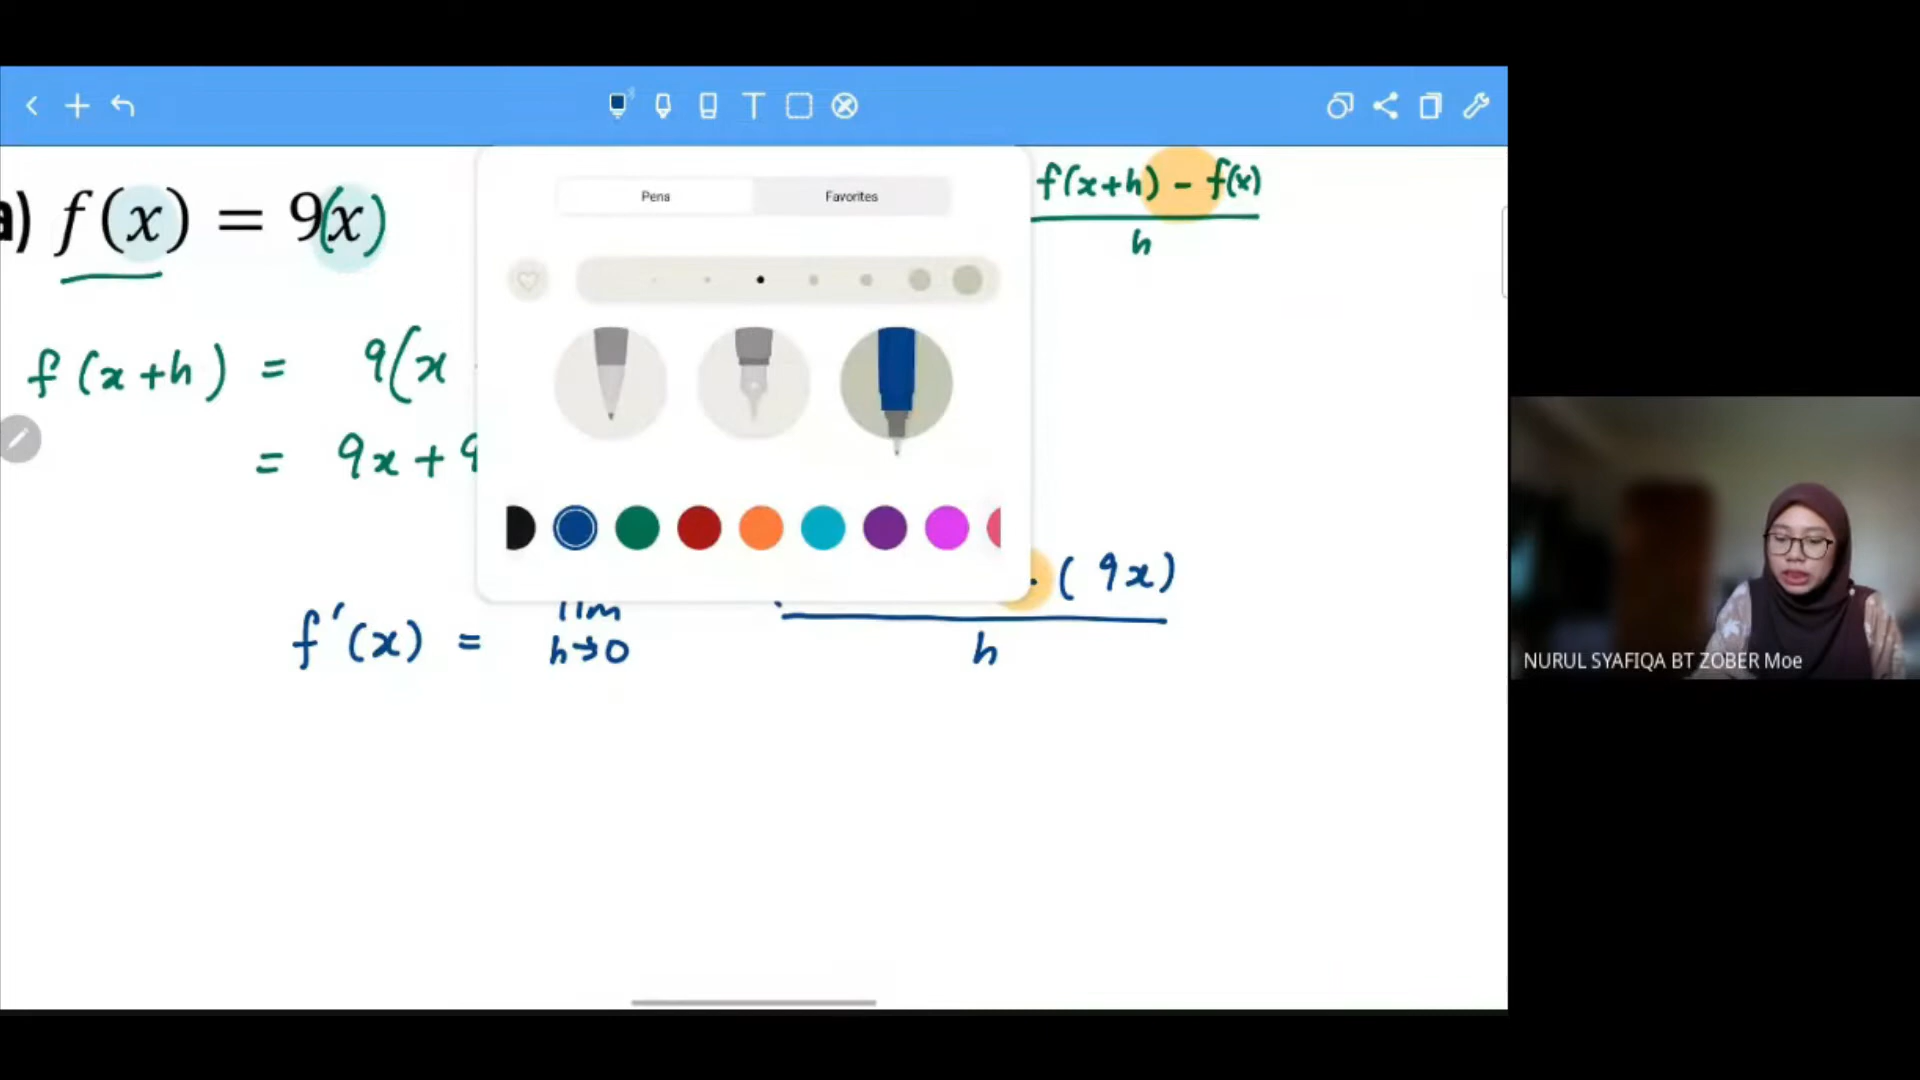 Pens Favorites
f(x+h) - f(x)
h
a) f(x) = 9(x)
f(x+h) = 9(x
= 9x + 9
(9x)
f'(x) = lim
h→0 h
NURUL SYAFIQA BT ZOBER Moe